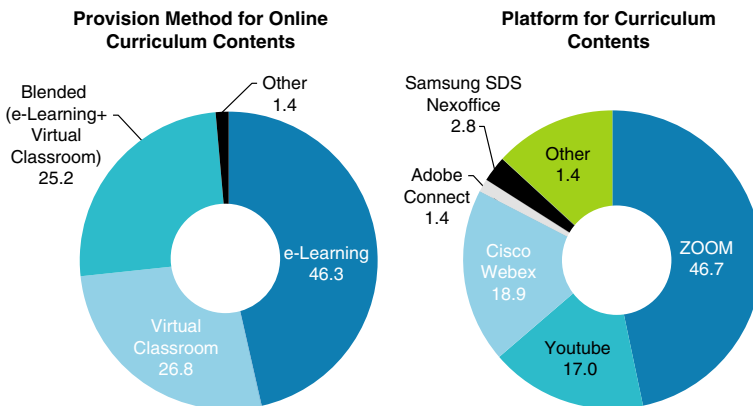 Provision Method for Online
Curriculum Contents
Blended
(e-Learning+
Virtual
Classroom)
25.2
Other
1.4
e-Learning
46.3
Virtual
Classroom
26.8
Platform for Curriculum
Contents
Samsung SDS
Nexoffice
2.8
Other
1.4
Adobe
Connect
1.4
ZOOM
46.7
Cisco
Webex
18.9
Youtube
17.0